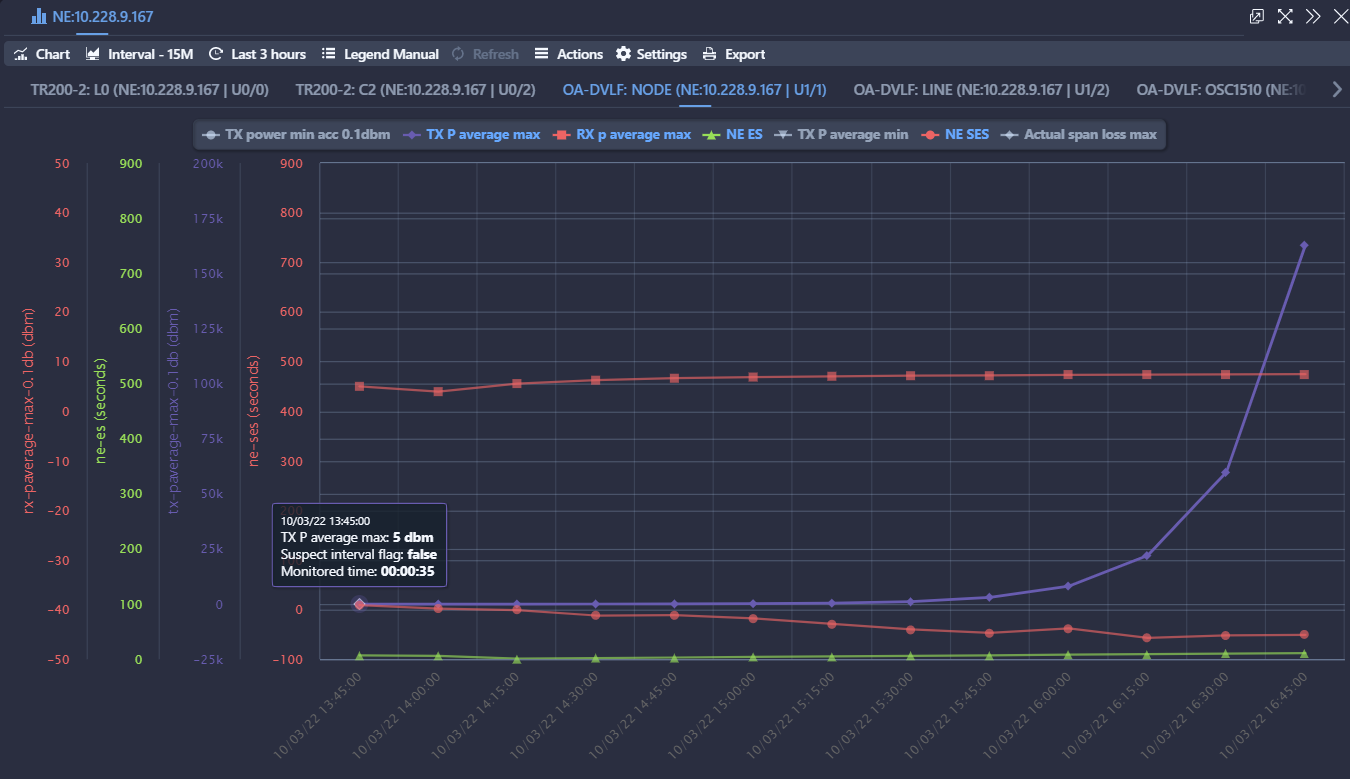 NE:10.228.9.167
Chart Interval - 15M Last 3 hours Legend Manual Refresh Actions Settings Export
TR200-2: L0 (NE:10.228.9.167 | U0/0) TR200-2: C2 (NE:10.228.9.167 | U0/2) OA-DVLF: NODE (NE:10.228.9.167 | U1/1) OA-DVLF: LINE (NE:10.228.9.167 | U1/2) OA-DVLF: OSC1510 (NE:10
TX power min acc 0.1dbm TX P average max RX p average max NE ES TX P average min NE SES Actual span loss max
rx-paverage-max-0.1db (dbm)
50
40
30
20
10
0
-10
-20
-30
-40
-50
ne-es (seconds)
900
800
700
600
500
400
300
200
100
0
tx-paverage-max-0.1db (dbm)
200k
175k
150k
125k
100k
75k
50k
25k
0
-25k
ne-ses (seconds)
900
800
700
600
500
400
300
200
0
-100
10/03/22 13:45:00
TX P average max: 5 dbm
Suspect interval flag: false
Monitored time: 00:00:35
10/03/22 13:45:00
10/03/22 14:00:00
10/03/22 14:15:00
10/03/22 14:30:00
10/03/22 14:45:00
10/03/22 15:00:00
10/03/22 15:15:00
10/03/22 15:30:00
10/03/22 15:45:00
10/03/22 16:00:00
10/03/22 16:15:00
10/03/22 16:30:00
10/03/22 16:45:00